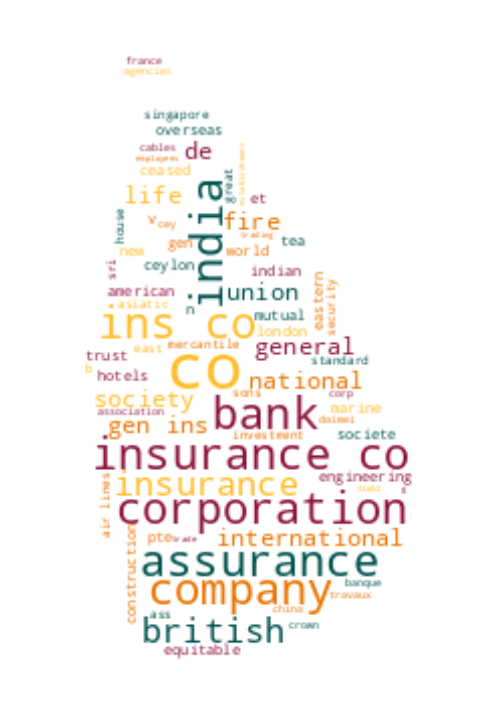 france
agencies
singapore
overseas
cables
employees
de
ceased
life
india
great
et
house
v
cey
fire
trading
new
gen
world
tea
sri
ceylon
indian
american
union
eastern
security
asiatic
n
mutual
ins co
london
east
mercantile
general
trust
co
standard
b
hotels
national
society
sons
corp
association
bank
marine
gen ins
daimei
investment
societe
insurance co
engineering
air lines
insurance
suez
corporation
construction
pte
trade
international
assurance
banque
company
travaux
china
ass
british
crown
equitable